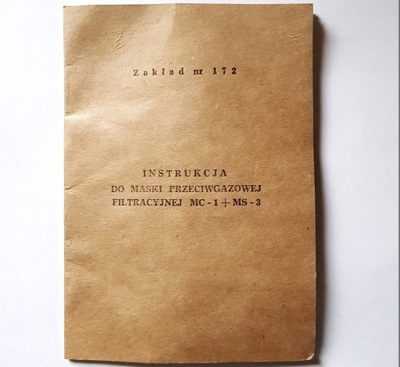 Zakład nr 172
INSTRUKCJA
DO MASKI PRZECIWGAZOWEJ
FILTRACYJNEJ MC-1+MS-3